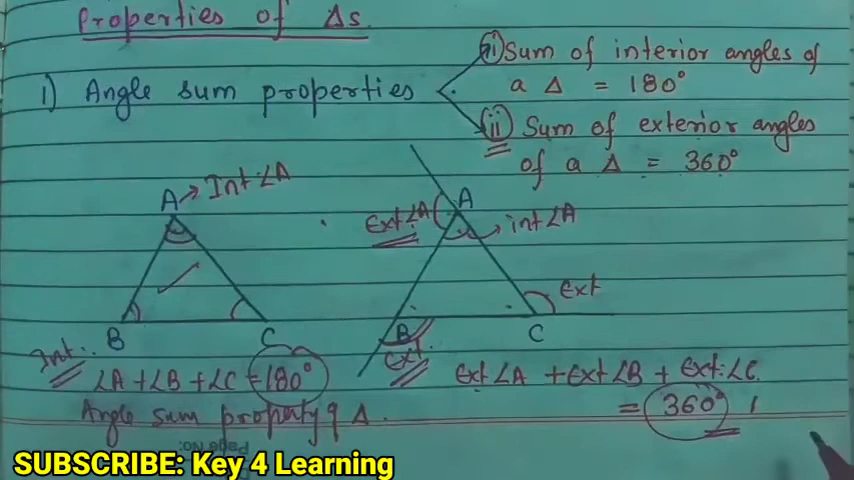 Properties of Δs.
1) Angle sum properties
(i) Sum of interior angles of
a Δ = 180°
(ii) Sum of exterior angles
of a Δ = 360°
A → Int ∠A
B
C
Int:.
∠A + ∠B + ∠C = 180°
Angle sum property of Δ.
A
Ext ∠A
int ∠A
Ext
B
C
Ext.
Ext ∠A + Ext ∠B + Ext: ∠C.
= 360°
Page No:
SUBSCRIBE: Key 4 Learning